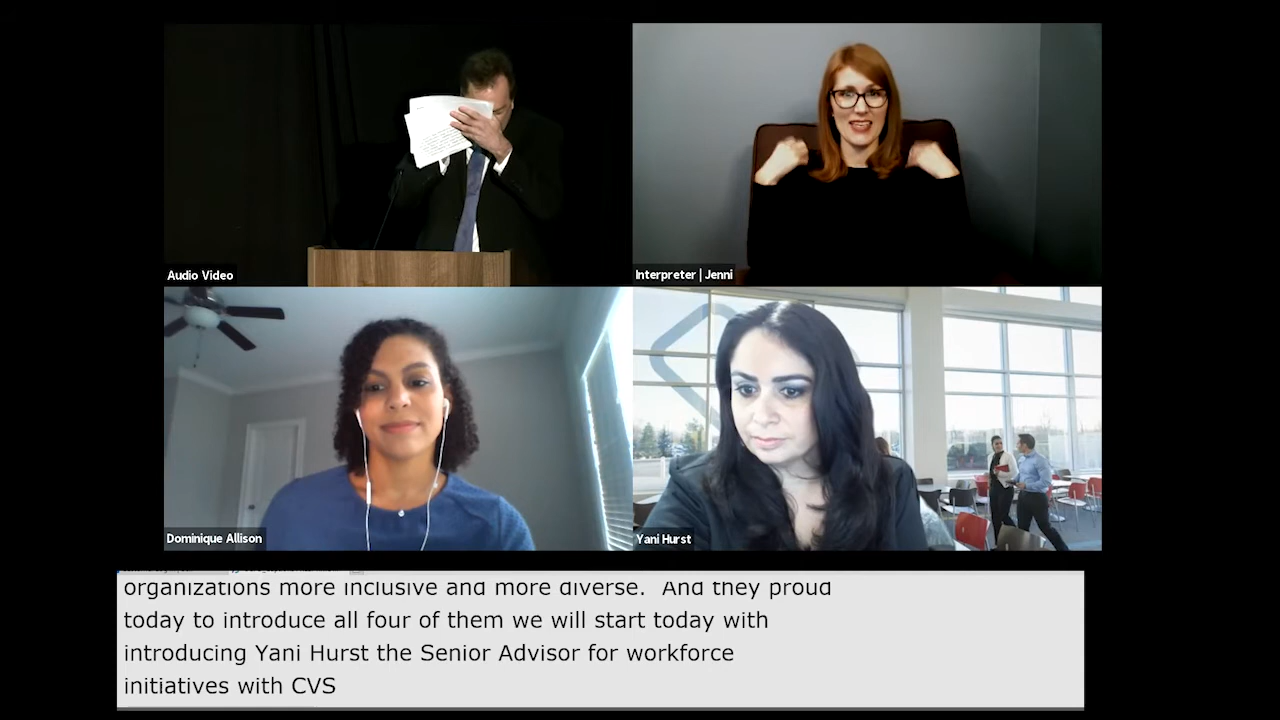 Audio Video
Interpreter | Jenni
Dominique Allison
Yani Hurst
organizations more inclusive and more diverse.  And they proud
today to introduce all four of them we will start today with
introducing Yani Hurst the Senior Advisor for workforce
initiatives with CVS